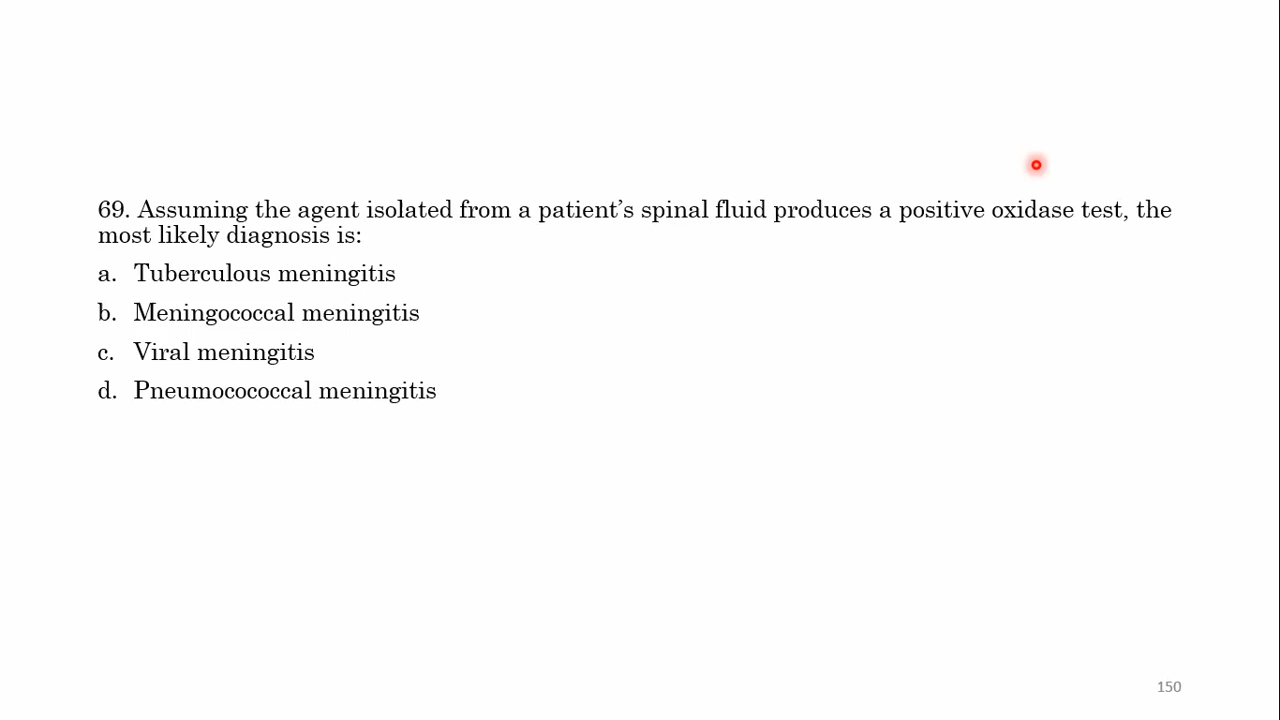 69. Assuming the agent isolated from a patient’s spinal fluid produces a positive oxidase test, the
most likely diagnosis is:
a. Tuberculous meningitis
b. Meningococcal meningitis
c. Viral meningitis
d. Pneumocococcal meningitis
150